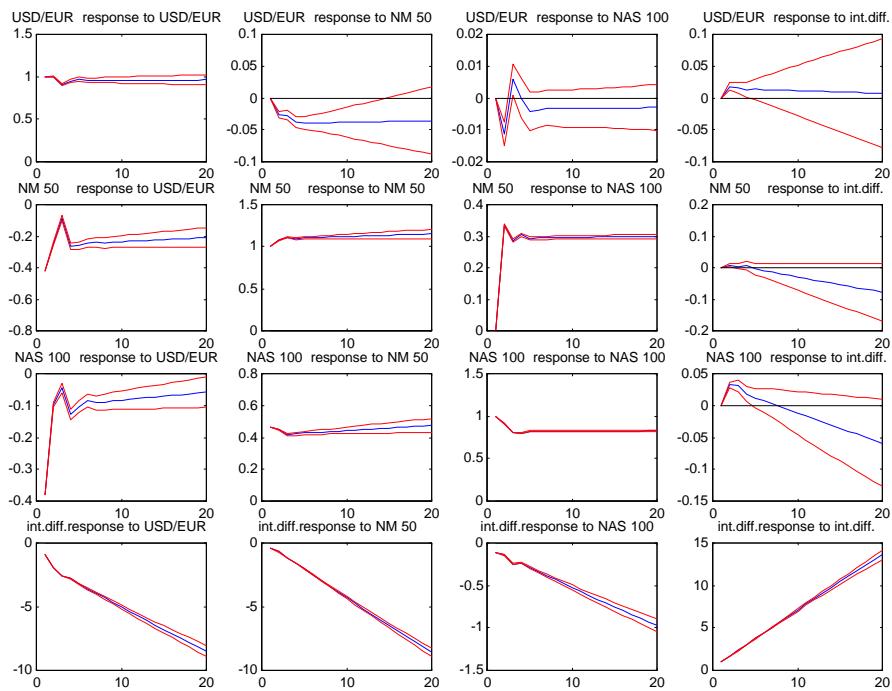 USD/EUR response to USD/EUR
USD/EUR response to NM 50
USD/EUR response to NAS 100
USD/EUR response to int.diff.
1.5
1
0.5
0
0 10 20
0.1
0.05
0
-0.05
-0.1
0 10 20
0.02
0.01
0
-0.01
0.02
0 10 20
0.1
0.05
0
-0.05
-0.1
0 10 20
NM 50 response to USD/EUR
NM 50 response to NM 50
NM 50 response to NAS 100
NM 50 response to int.diff.
0
-0.2
-0.4
-0.6
-0.8
0 10 20
1.5
1
0.5
0
0 10 20
0.4
0.3
0.2
0.1
0
0 10 20
0.2
0.1
0
-0.1
-0.2
0 10 20
NAS 100 response to USD/EUR
NAS 100 response to NM 50
NAS 100 response to NAS 100
NAS 100 response to int.diff.
0
-0.1
-0.2
-0.3
-0.4
0 10 20
0.8
0.6
0.4
0.2
0
0 10 20
1.5
1
0.5
0
0 10 20
0.05
0
-0.05
-0.1
-0.15
0 10 20
int.diff.response to USD/EUR
int.diff.response to NM 50
int.diff.response to NAS 100
int.diff.response to int.diff.
0
-5
-10
0 10 20
0
-5
-10
0 10 20
0
-0.5
-1
-1.5
0 10 20
15
10
5
0
0 10 20